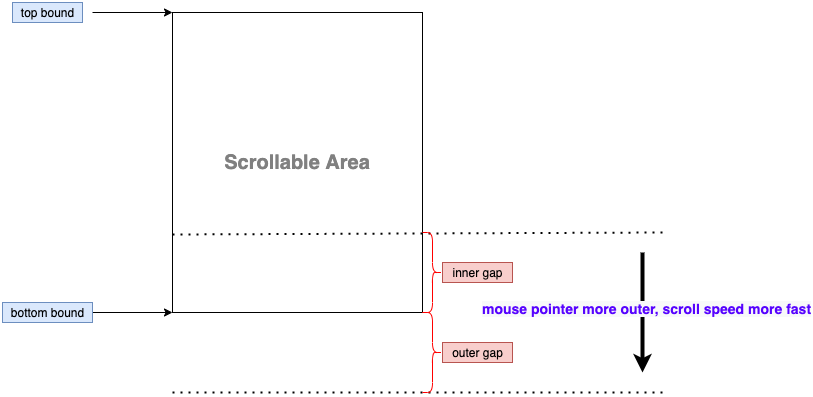 top bound
Scrollable Area
inner gap
bottom bound
mouse pointer more outer, scroll speed more fast
outer gap